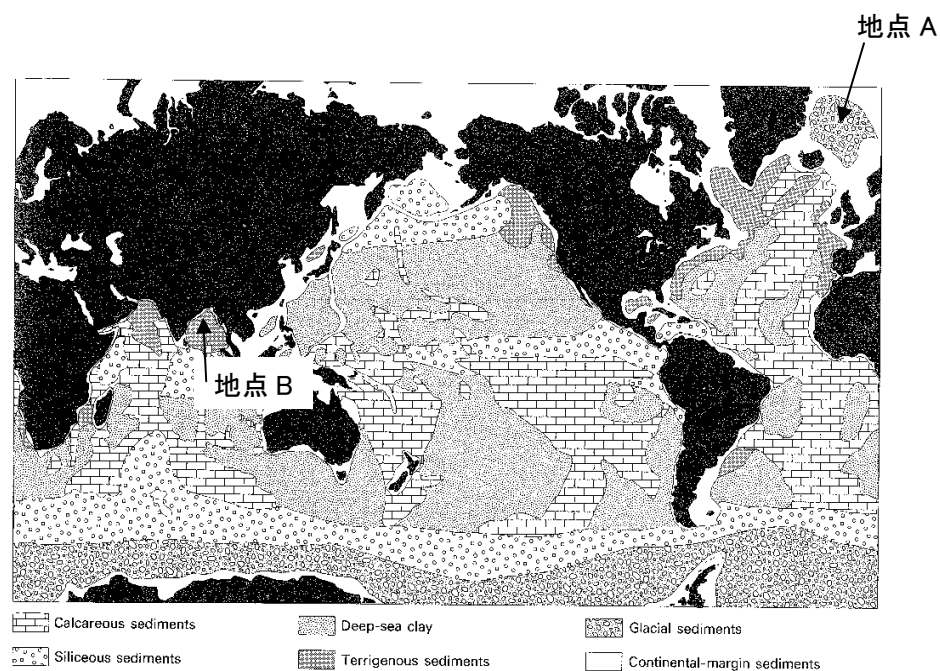 地点 A
地点 B
Calcareous sediments
Deep-sea clay
Glacial sediments
Siliceous sediments
Terrigenous sediments
Continental-margin sediments